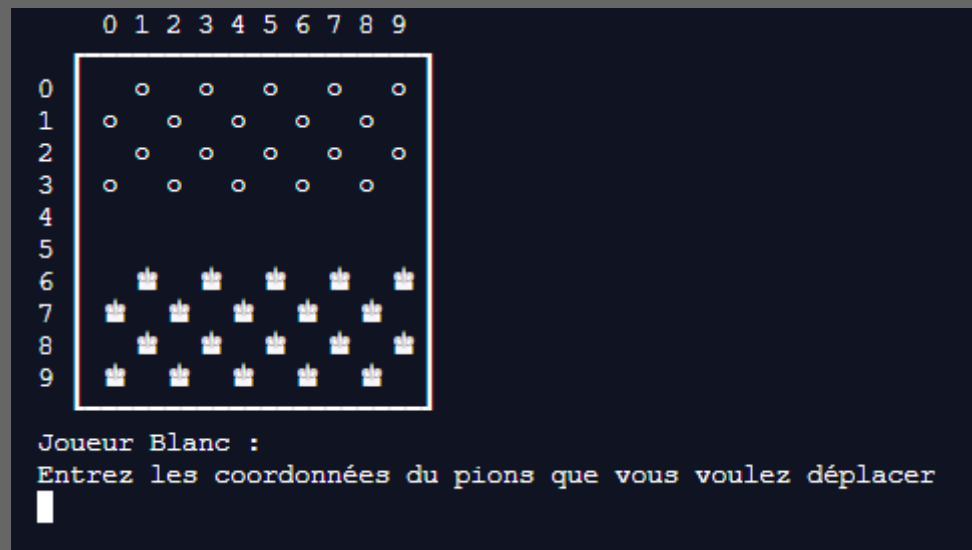 0 1 2 3 4 5 6 7 8 9
0 o o o o o
1 o o o o o
2 o o o o o
3 o o o o o
4
5
6 ♚ ♚ ♚ ♚ ♚
7 ♚ ♚ ♚ ♚ ♚
8 ♚ ♚ ♚ ♚ ♚
9 ♚ ♚ ♚ ♚ ♚
Joueur Blanc :
Entrez les coordonnées du pions que vous voulez déplacer